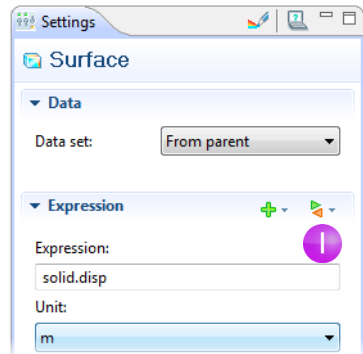 Settings
Surface
Data
Data set: From parent
Expression
I
Expression:
solid.disp
Unit:
m